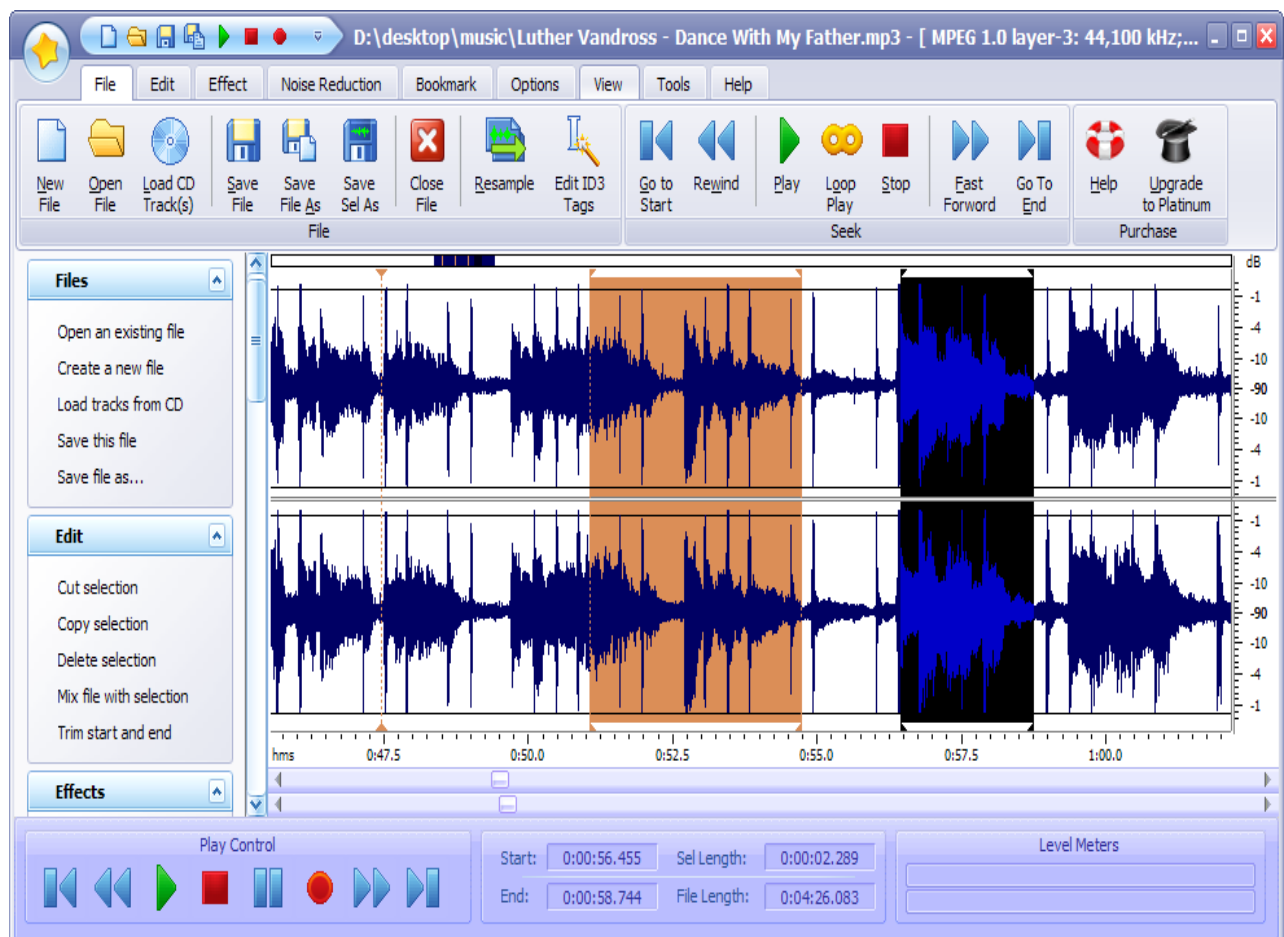 D:\desktop\music\Luther Vandross - Dance With My Father.mp3 - [ MPEG 1.0 layer-3: 44,100 kHz;...
File Edit Effect Noise Reduction Bookmark Options View Tools Help
New File
Open File
Load CD Track(s)
Save File
Save File As
Save Sel As
Close File
Resample
Edit ID3 Tags
Go to Start
Rewind
Play
Loop Play
Stop
Fast Forward
Go To End
Help
Upgrade to Platinum
File Seek Purchase
Files
Open an existing file
Create a new file
Load tracks from CD
Save this file
Save file as...
Edit
Cut selection
Copy selection
Delete selection
Mix file with selection
Trim start and end
Effects
dB
-1
-4
-10
-90
-10
-4
-1
-1
-4
-10
-90
-10
-4
-1
hms 0:47.5 0:50.0 0:52.5 0:55.0 0:57.5 1:00.0
Play Control
Start: 0:00:56.455 Sel Length: 0:00:02.289
End: 0:00:58.744 File Length: 0:04:26.083
Level Meters